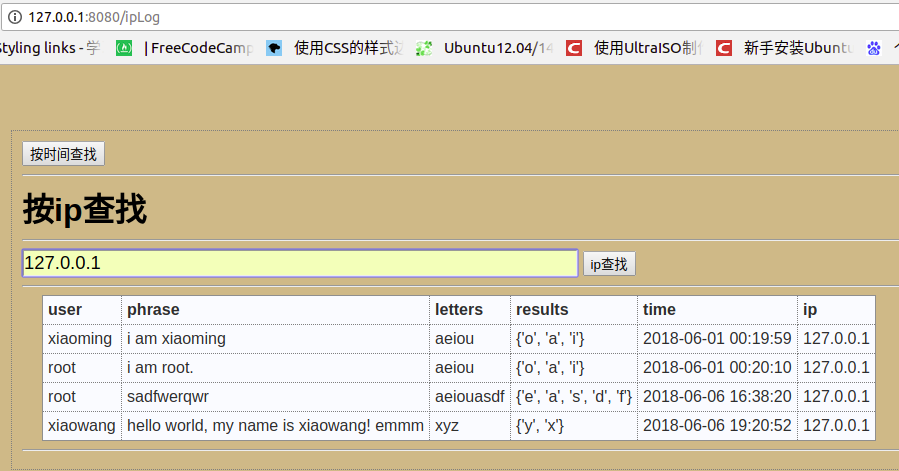 127.0.0.1:8080/ipLog
Styling links - 学 | FreeCodeCamp 使用CSS的样式 Ubuntu12.04/14 使用UltraISO制 新手安装Ubuntu
按时间查找
按ip查找
127.0.0.1 ip查找
user phrase letters results time ip
xiaoming i am xiaoming aeiou {'o', 'a', 'i'} 2018-06-01 00:19:59 127.0.0.1
root i am root. aeiou {'o', 'a', 'i'} 2018-06-01 00:20:10 127.0.0.1
root sadfwerqwr aeiouasdf {'e', 'a', 's', 'd', 'f'} 2018-06-06 16:38:20 127.0.0.1
xiaowang hello world, my name is xiaowang! emmm xyz {'y', 'x'} 2018-06-06 19:20:52 127.0.0.1